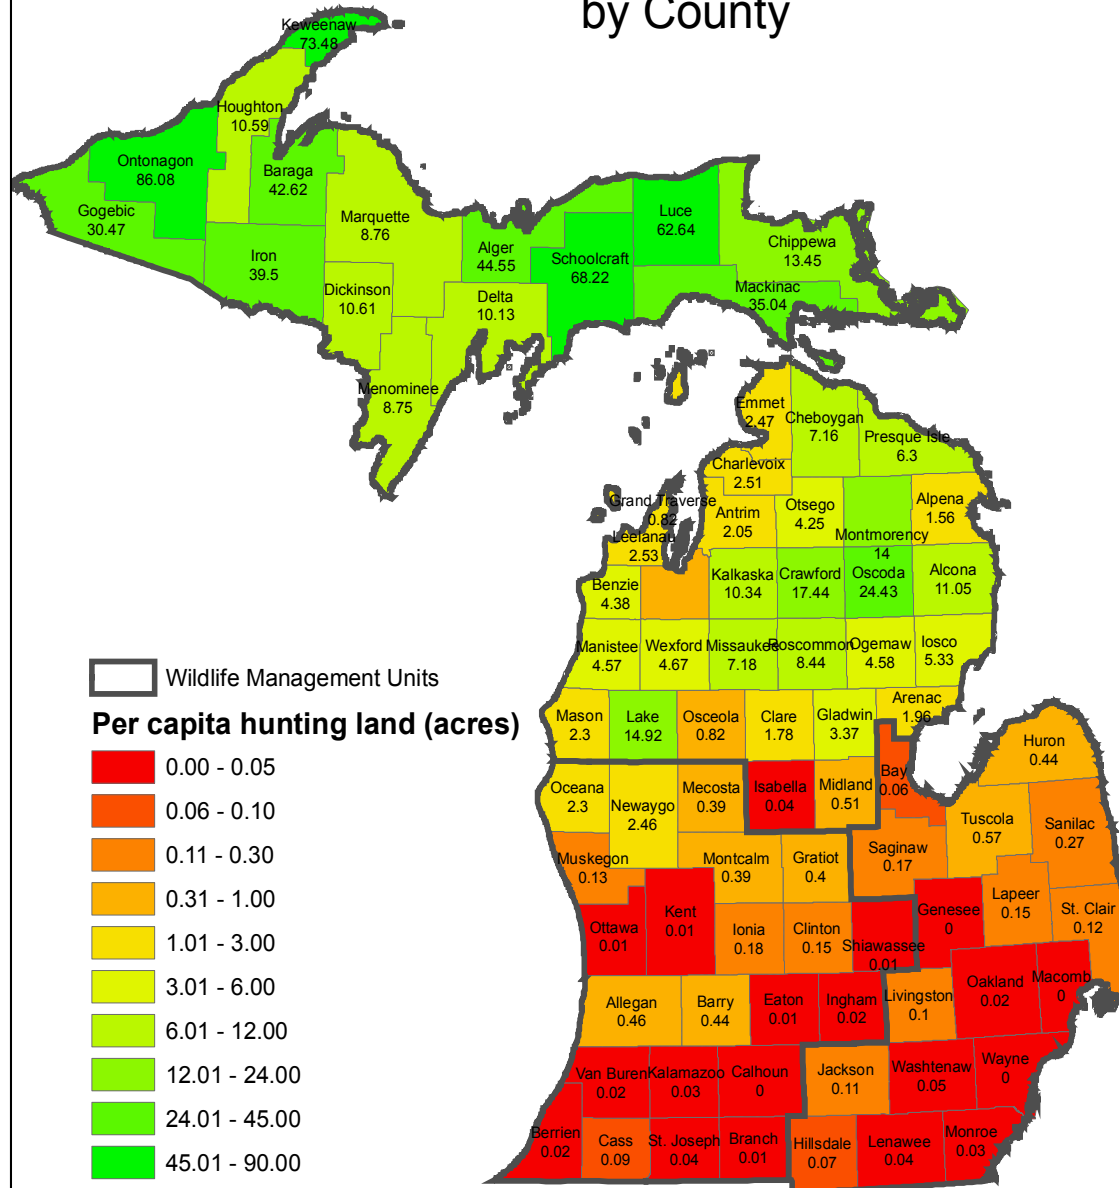 by County
Keweenaw
73.48
Houghton
10.59
Ontonagon
86.08
Baraga
42.62
Gogebic
30.47
Iron
39.5
Marquette
8.76
Dickinson
10.61
Alger
44.55
Delta
10.13
Menominee
8.75
Schoolcraft
68.22
Luce
62.64
Chippewa
13.45
Mackinac
35.04
Emmet
2.47
Cheboygan
7.16
Presque Isle
6.3
Charlevoix
2.51
Grand Traverse
0.82
Leelanau
2.53
Antrim
2.05
Otsego
4.25
Montmorency
14
Alpena
1.56
Benzie
4.38
Kalkaska
10.34
Crawford
17.44
Oscoda
24.43
Alcona
11.05
Manistee
4.57
Wexford
4.67
Missaukee
7.18
Roscommon
8.44
Ogemaw
4.58
Iosco
5.33
Mason
2.3
Lake
14.92
Osceola
0.82
Clare
1.78
Gladwin
3.37
Arenac
1.96
Oceana
2.3
Newaygo
2.46
Mecosta
0.39
Isabella
0.04
Midland
0.51
Bay
0.06
Huron
0.44
Tuscola
0.57
Sanilac
0.27
Muskegon
0.13
Montcalm
0.39
Gratiot
0.4
Saginaw
0.17
Ottawa
0.01
Kent
0.01
Ionia
0.18
Clinton
0.15
Shiawassee
0.01
Genesee
0
Lapeer
0.15
St. Clair
0.12
Allegan
0.46
Barry
0.44
Eaton
0.01
Ingham
0.02
Livingston
0.1
Oakland
0.02
Macomb
0
Van Buren
0.02
Kalamazoo
0.03
Calhoun
0
Jackson
0.11
Washtenaw
0.05
Wayne
0
Berrien
0.02
Cass
0.09
St. Joseph
0.04
Branch
0.01
Hillsdale
0.07
Lenawee
0.04
Monroe
0.03
Wildlife Management Units
Per capita hunting land (acres)
0.00 - 0.05
0.06 - 0.10
0.11 - 0.30
0.31 - 1.00
1.01 - 3.00
3.01 - 6.00
6.01 - 12.00
12.01 - 24.00
24.01 - 45.00
45.01 - 90.00